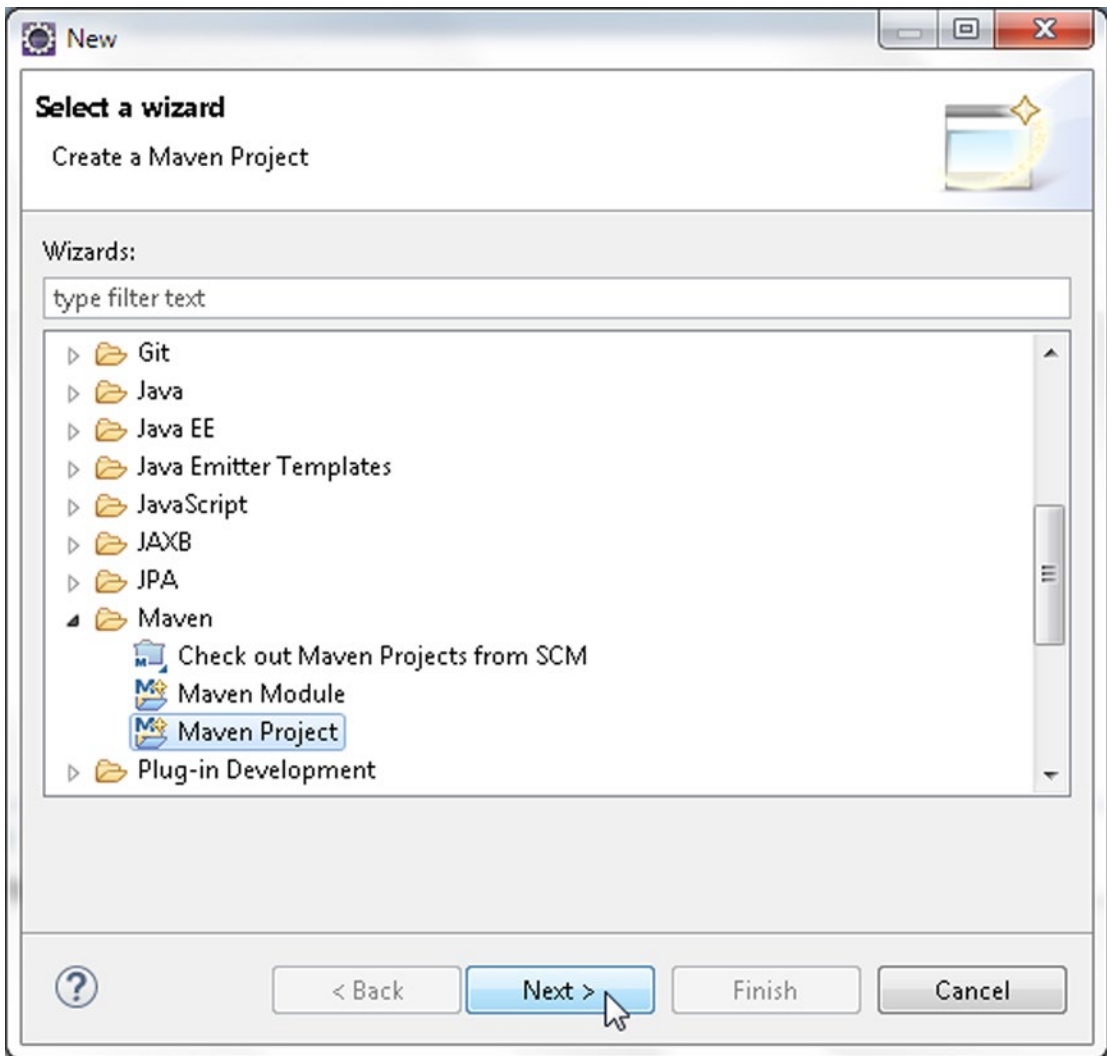 New
Select a wizard
Create a Maven Project
Wizards:
type filter text
Git
Java
Java EE
Java Emitter Templates
JavaScript
JAXB
JPA
Maven
Check out Maven Projects from SCM
Maven Module
Maven Project
Plug-in Development
? < Back Next > Finish Cancel